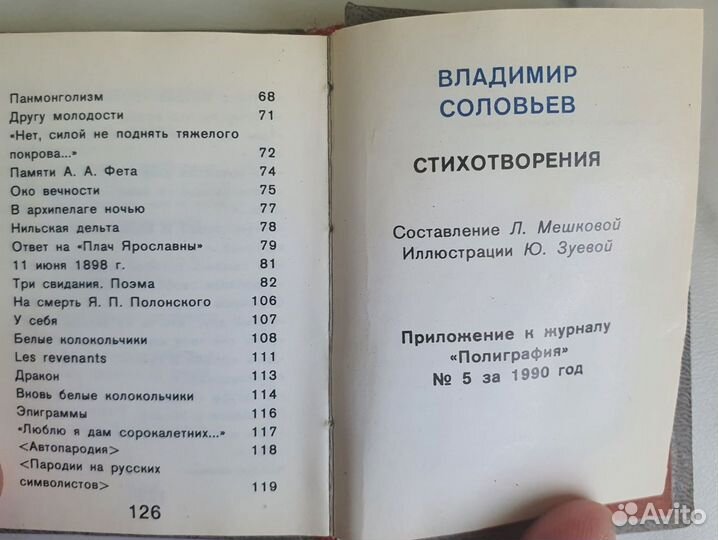 Панмонголизм 68
Другу молодости 71
«Нет, силой не поднять тяжелого
покрова...» 72
Памяти А. А. Фета 74
Око вечности 75
В архипелаге ночью 77
Нильская дельта 78
Ответ на «Плач Ярославны» 79
11 июня 1898 г. 81
Три свидания. Поэма 82
На смерть Я. П. Полонского 106
У себя 107
Белые колокольчики 108
Les revenants 111
Дракон 113
Вновь белые колокольчики 114
Эпиграммы 116
«Люблю я дам сорокалетних...» 117
<Автопародия> 118
<Пародии на русских
символистов> 119
126
ВЛАДИМИР
СОЛОВЬЕВ
СТИХОТВОРЕНИЯ
Составление Л. Мешковой
Иллюстрации Ю. Зуевой
Приложение к журналу
«Полиграфия»
№ 5 за 1990 год
Avito